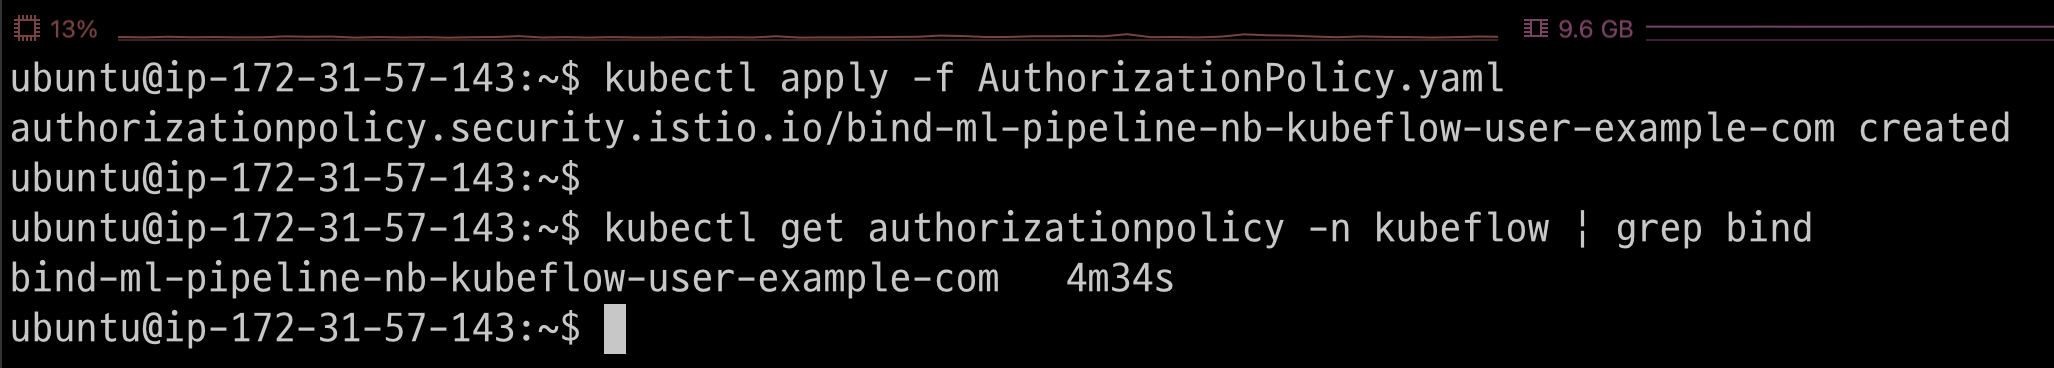 13% 9.6 GB
ubuntu@ip-172-31-57-143:~$ kubectl apply -f AuthorizationPolicy.yaml
authorizationpolicy.security.istio.io/bind-ml-pipeline-nb-kubeflow-user-example-com created
ubuntu@ip-172-31-57-143:~$
ubuntu@ip-172-31-57-143:~$ kubectl get authorizationpolicy -n kubeflow | grep bind
bind-ml-pipeline-nb-kubeflow-user-example-com   4m34s
ubuntu@ip-172-31-57-143:~$